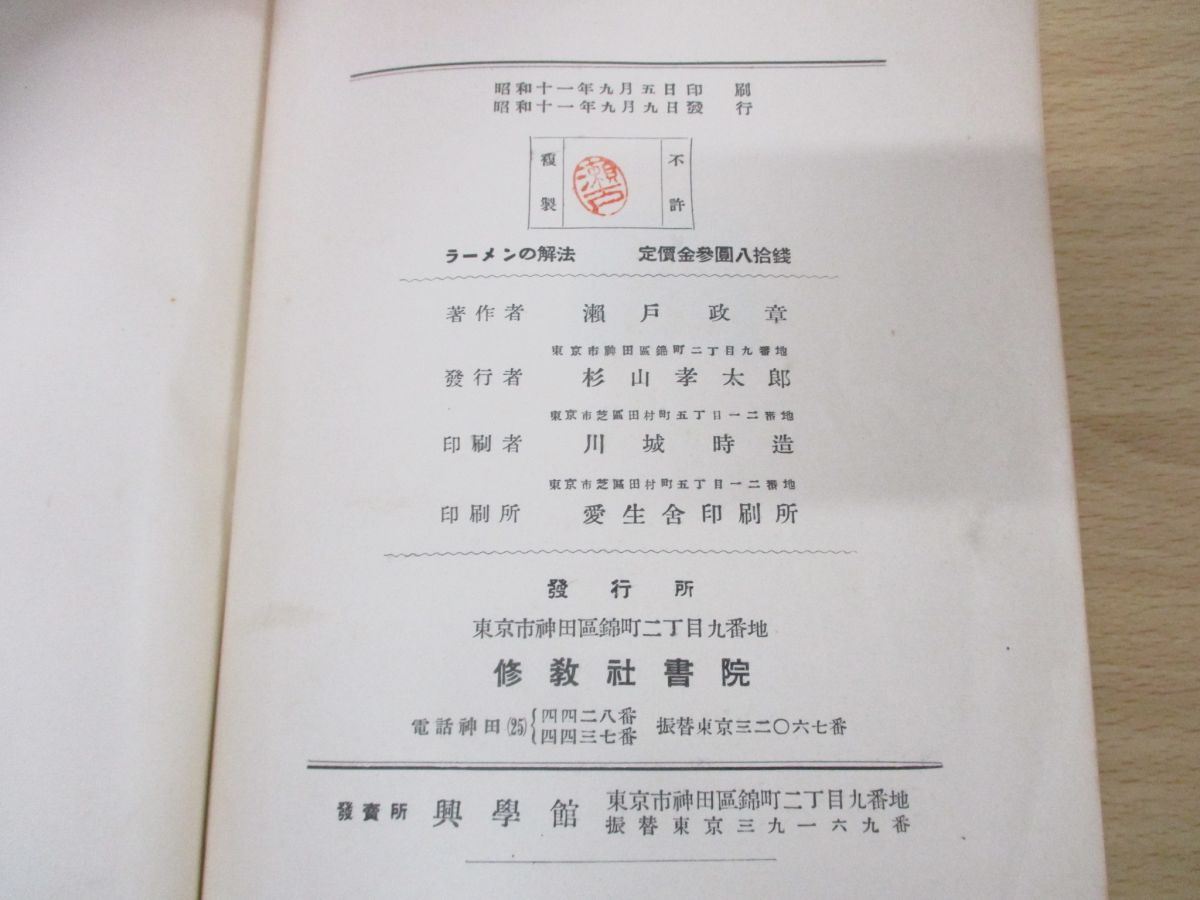 昭和十一年九月五日印刷
昭和十一年九月九日發行
不許
複製
瀨戶
ラーメンの解法 定價金參圓八拾錢
著作者 瀨戶政章
東京市神田區錦町二丁目九番地
發行者 杉山孝太郎
東京市芝區田村町五丁目一二番地
印刷者 川城時造
東京市芝區田村町五丁目一二番地
印刷所 愛生舍印刷所
發行所
東京市神田區錦町二丁目九番地
修敎社書院
電話神田(25){四四二八番 四四三七番 振替東京三二〇六七番
發賣所 興學館 東京市神田區錦町二丁目九番地
振替東京三九一六九番